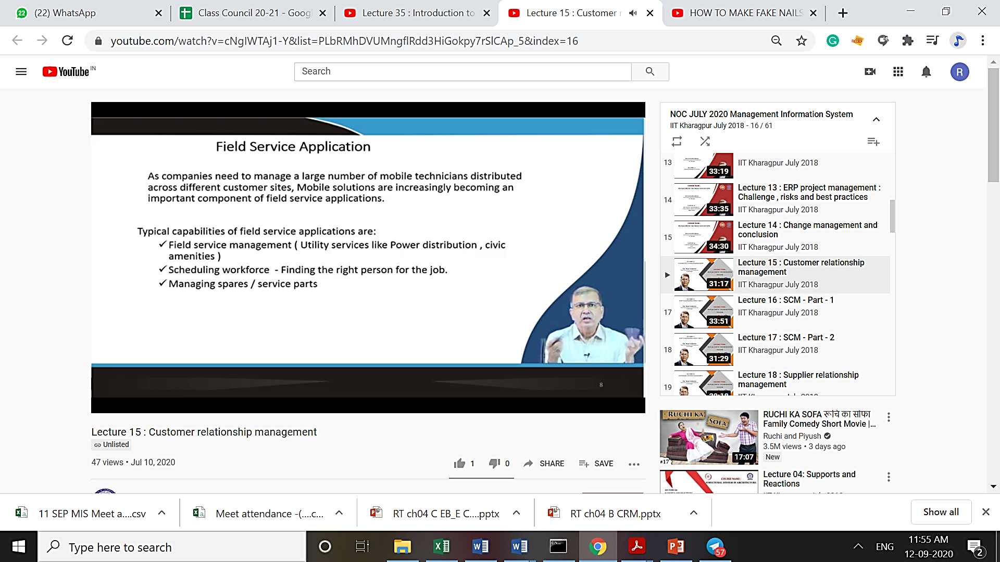 (22) WhatsApp
Class Council 20-21 - Goog
Lecture 35 : Introduction to
Lecture 15 : Customer r
HOW TO MAKE FAKE NAILS
youtube.com/watch?v=cNgIWTAj1-Y&list=PLbRMhDVUMngflRdd3HiGokpy7rSlCAp_5&index=16
YouTube IN
Search
R
Field Service Application
As companies need to manage a large number of mobile technicians distributed
across different customer sites, Mobile solutions are increasingly becoming an
important component of field service applications.
Typical capabilities of field service applications are:
✓Field service management ( Utility services like Power distribution , civic
amenities )
✓Scheduling workforce - Finding the right person for the job.
✓Managing spares / service parts
8
Lecture 15 : Customer relationship management
Unlisted
47 views • Jul 10, 2020
1
0
SHARE
SAVE
NOC JULY 2020 Management Information System
IIT Kharagpur July 2018 - 16 / 61
13
33:19
IIT Kharagpur July 2018
14
33:35
Lecture 13 : ERP project management :
Challenge , risks and best practices
IIT Kharagpur July 2018
15
34:30
Lecture 14 : Change management and
conclusion
IIT Kharagpur July 2018
31:17
Lecture 15 : Customer relationship
management
IIT Kharagpur July 2018
17
33:51
Lecture 16 : SCM - Part - 1
IIT Kharagpur July 2018
18
31:29
Lecture 17 : SCM - Part - 2
IIT Kharagpur July 2018
19
Lecture 18 : Supplier relationship
management
RUCHI KA
SOFA
#17
17:07
RUCHI KA SOFA रूचि का सोफा
Family Comedy Short Movie |...
Ruchi and Piyush
3.5M views • 3 days ago
New
COURSE NAME :
STRUCTURAL SYSTEM IN ARCHITECTURE
Lecture 04: Supports and
Reactions
11 SEP MIS Meet a....csv
Meet attendance -(....c...
RT ch04 C EB_E C....pptx
RT ch04 B CRM.pptx
Show all
Type here to search
57
ENG
11:55 AM
12-09-2020
2